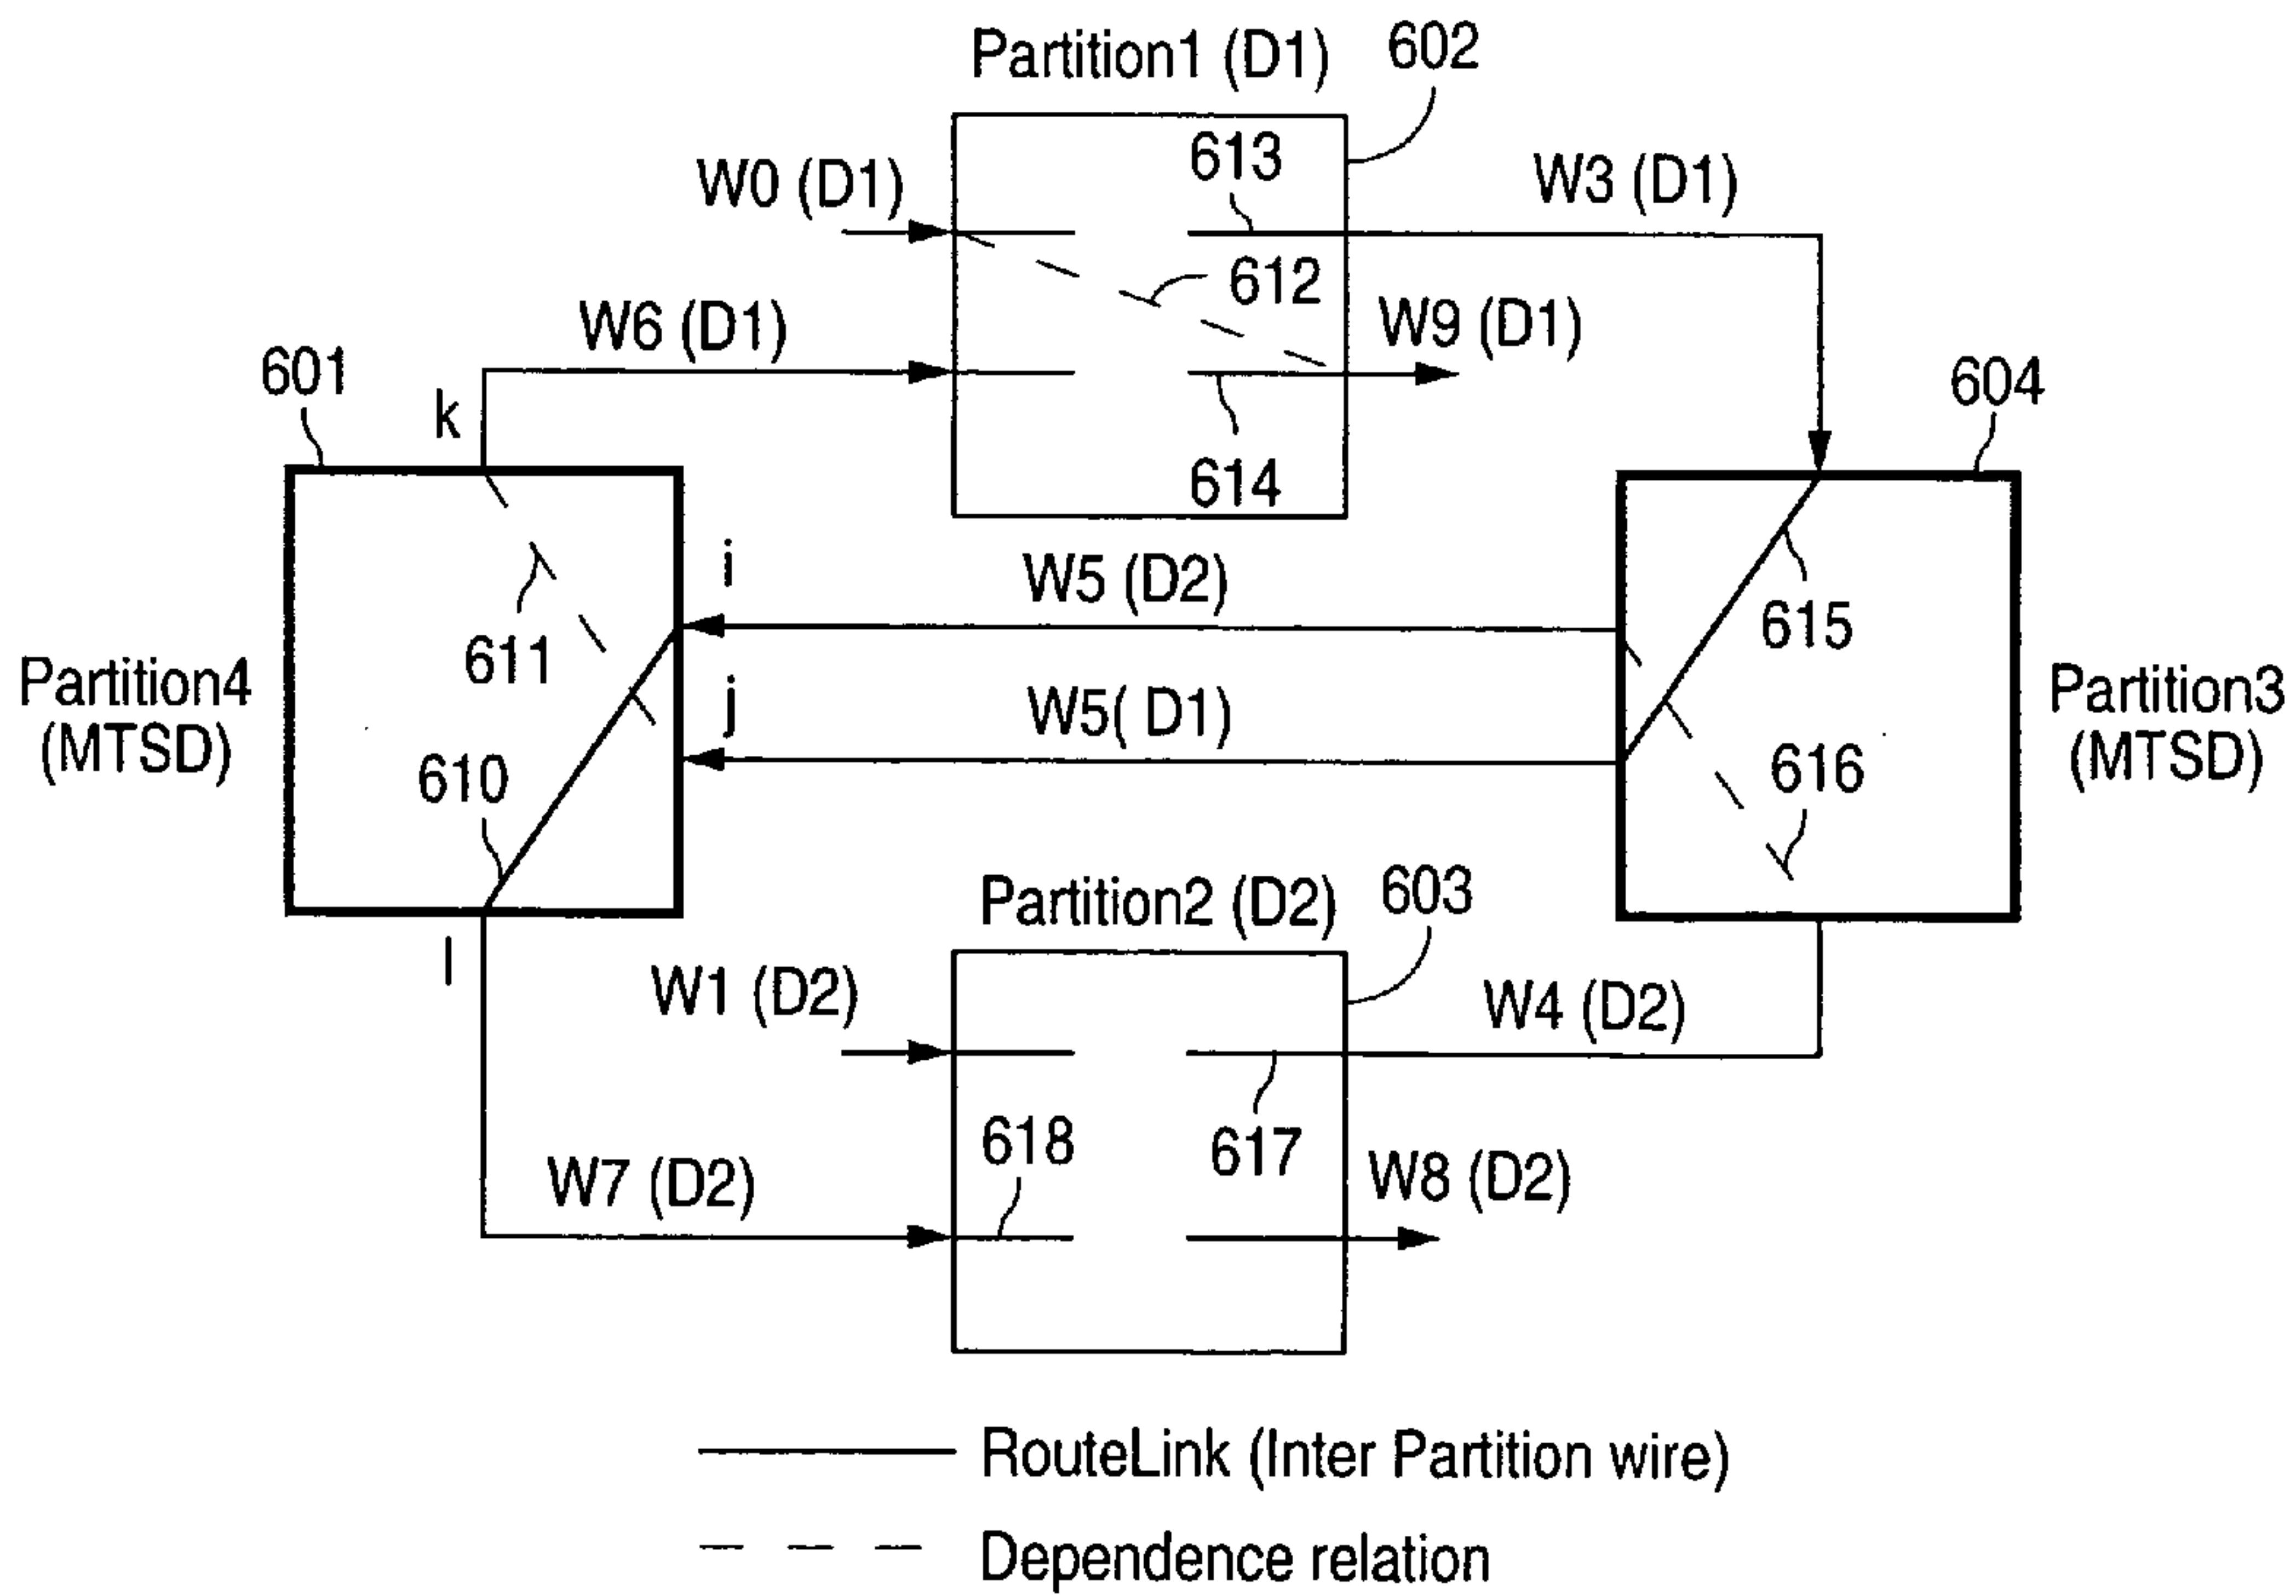 Partition1 (D1)
602
W0 (D1)
613
W3 (D1)
612
W6 (D1)
W9 (D1)
601
k
604
614
i
W5 (D2)
611
615
Partition4
(MTSD)
j
W5( D1)
Partition3
(MTSD)
610
616
Partition2 (D2)
603
l
W1 (D2)
W4 (D2)
618
617
W7 (D2)
W8 (D2)
RouteLink (Inter Partition wire)
Dependence relation